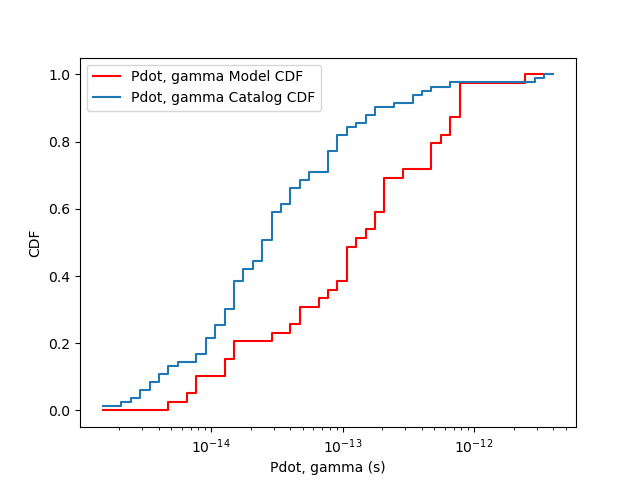 Pdot, gamma Model CDF
Pdot, gamma Catalog CDF
1.0
0.8
0.6
0.4
0.2
0.0
CDF
10⁻¹⁴
10⁻¹³
10⁻¹²
Pdot, gamma (s)